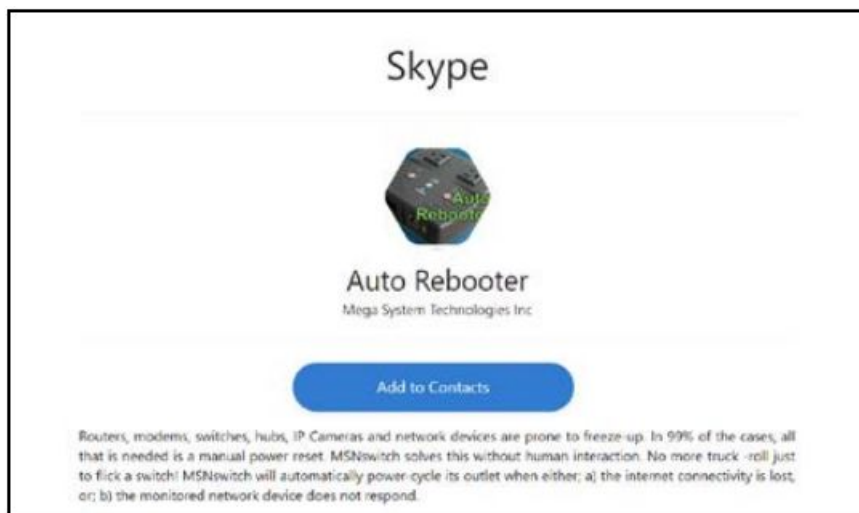 Skype
Auto
Rebooter
Auto Rebooter
Mega System Technologies Inc
Add to Contacts
Routers, modems, switches, hubs, IP Cameras and network devices are prone to freeze-up. In 99% of the cases, all
that is needed is a manual power reset. MSNswitch solves this without human interaction. No more truck -roll just
to flick a switch! MSNswitch will automatically power-cycle its outlet when either; a) the internet connectivity is lost,
or; b) the monitored network device does not respond.